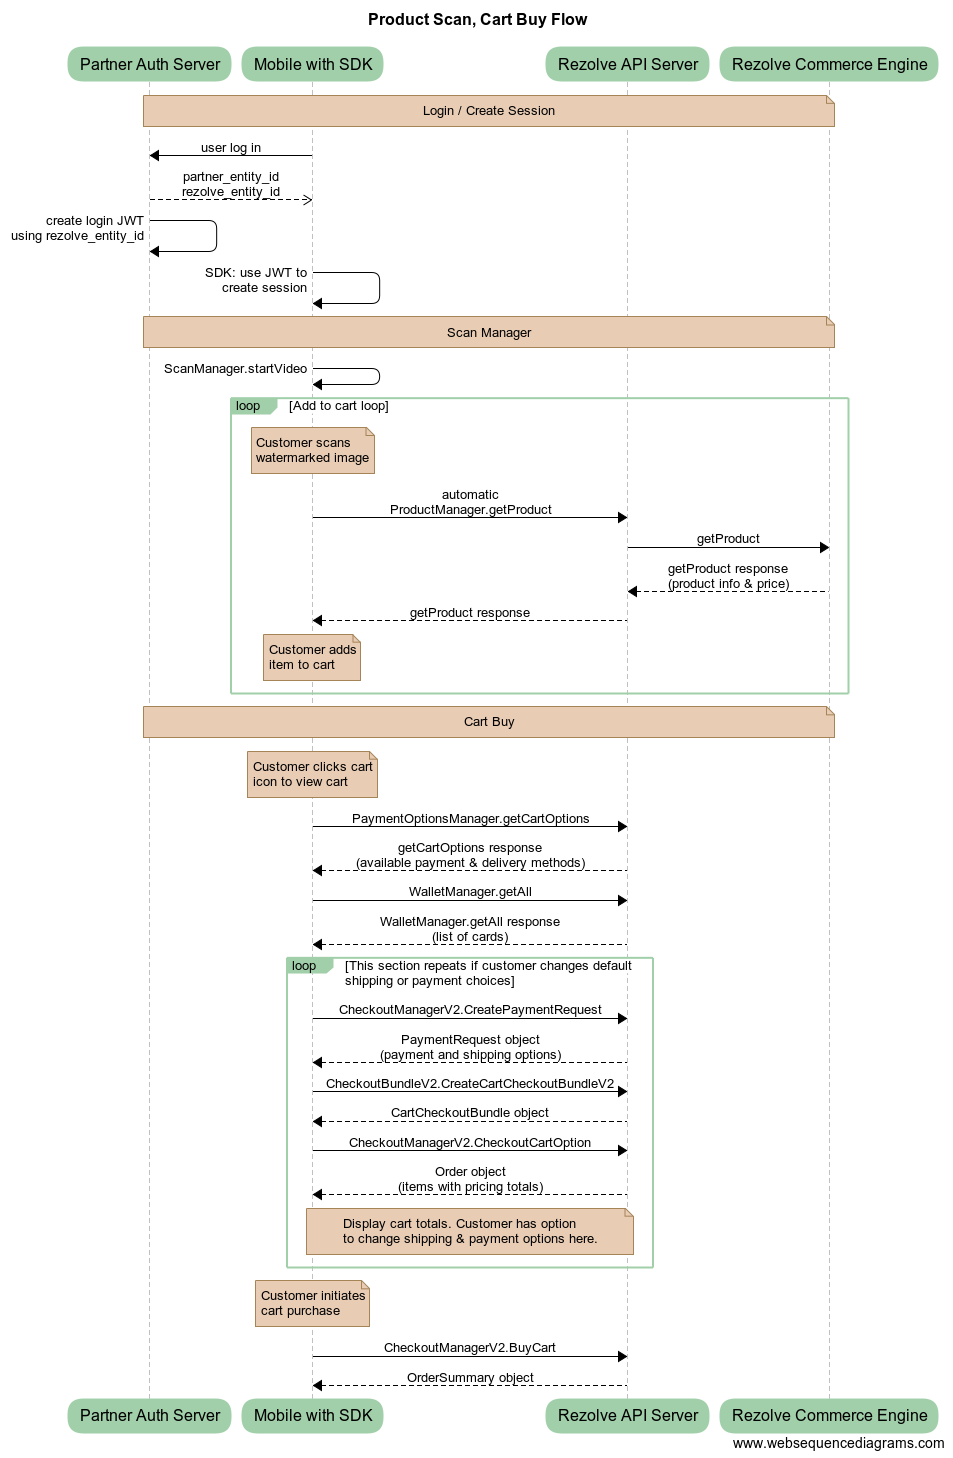 Product Scan, Cart Buy Flow
Partner Auth Server
Mobile with SDK
Rezolve API Server
Rezolve Commerce Engine
Login / Create Session
user log in
partner_entity_id
rezolve_entity_id
create login JWT
using rezolve_entity_id
SDK: use JWT to
create session
Scan Manager
ScanManager.startVideo
loop
[Add to cart loop]
Customer scans
watermarked image
automatic
ProductManager.getProduct
getProduct
getProduct response
(product info & price)
getProduct response
Customer adds
item to cart
Cart Buy
Customer clicks cart
icon to view cart
PaymentOptionsManager.getCartOptions
getCartOptions response
(available payment & delivery methods)
WalletManager.getAll
WalletManager.getAll response
(list of cards)
loop
[This section repeats if customer changes default
shipping or payment choices]
CheckoutManagerV2.CreatePaymentRequest
PaymentRequest object
(payment and shipping options)
CheckoutBundleV2.CreateCartCheckoutBundleV2
CartCheckoutBundle object
CheckoutManagerV2.CheckoutCartOption
Order object
(items with pricing totals)
Display cart totals. Customer has option
to change shipping & payment options here.
Customer initiates
cart purchase
CheckoutManagerV2.BuyCart
OrderSummary object
Partner Auth Server
Mobile with SDK
Rezolve API Server
Rezolve Commerce Engine
www.websequencediagrams.com